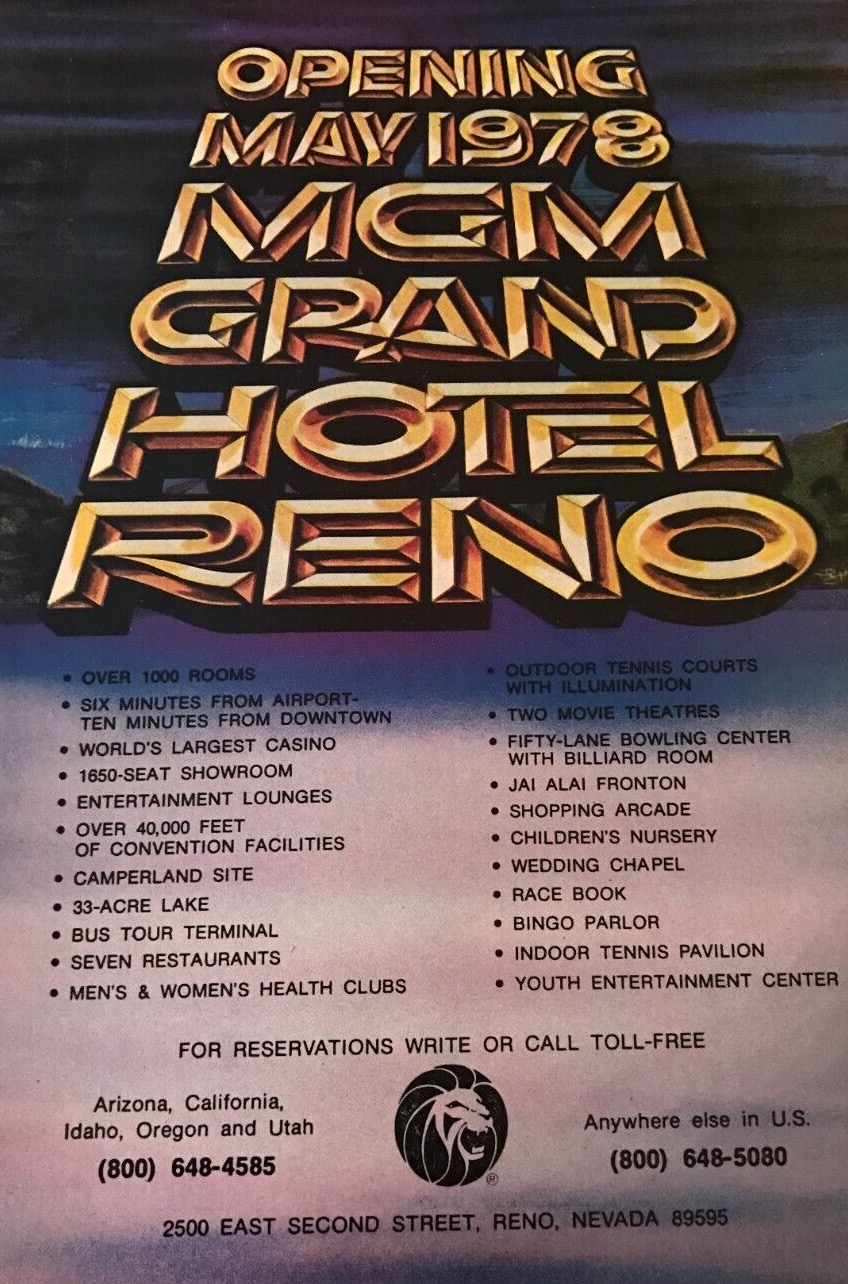 OPENING
MAY 1978
MGM
GRAND
HOTEL
RENO
• OVER 1000 ROOMS
• SIX MINUTES FROM AIRPORT-
TEN MINUTES FROM DOWNTOWN
• WORLD'S LARGEST CASINO
• 1650-SEAT SHOWROOM
• ENTERTAINMENT LOUNGES
• OVER 40,000 FEET
OF CONVENTION FACILITIES
• CAMPERLAND SITE
• 33-ACRE LAKE
• BUS TOUR TERMINAL
• SEVEN RESTAURANTS
• MEN'S & WOMEN'S HEALTH CLUBS
• OUTDOOR TENNIS COURTS
WITH ILLUMINATION
• TWO MOVIE THEATRES
• FIFTY-LANE BOWLING CENTER
WITH BILLIARD ROOM
• JAI ALAI FRONTON
• SHOPPING ARCADE
• CHILDREN'S NURSERY
• WEDDING CHAPEL
• RACE BOOK
• BINGO PARLOR
• INDOOR TENNIS PAVILION
• YOUTH ENTERTAINMENT CENTER
FOR RESERVATIONS WRITE OR CALL TOLL-FREE
Arizona, California,
Idaho, Oregon and Utah
(800) 648-4585
®
Anywhere else in U.S.
(800) 648-5080
2500 EAST SECOND STREET, RENO, NEVADA 89595